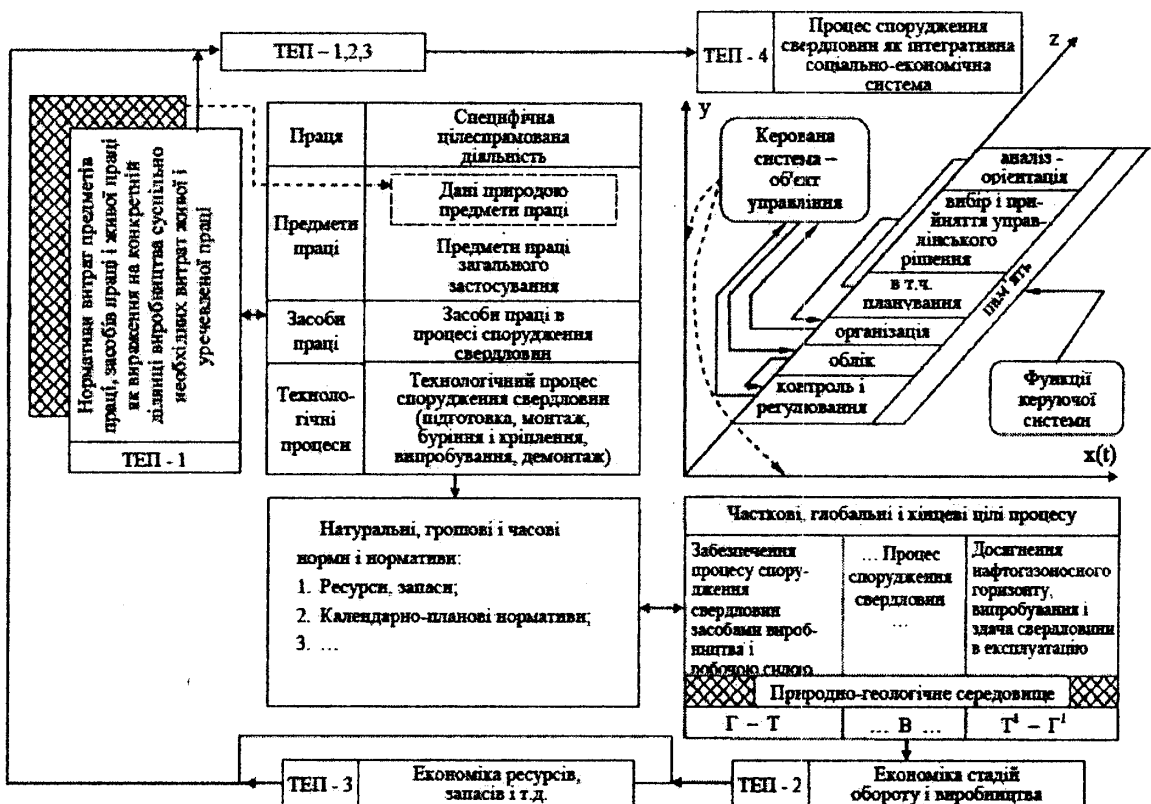 ТЕП – 1,2,3
ТЕП - 4
Процес спорудження
свердловин як інтегративна
соціально-економічна
система
Нормативи витрат предметів
праці, засобів праці і живої праці
як вираження на конкретній
ділянці виробництва суспільно
необхідних витрат живої і
уречевленої праці
ТЕП - 1
Праця
Специфічна
цілеспрямована
діяльність
Предмети
праці
Дані природою
предмети праці
Предмети праці
загального
застосування
Засоби
праці
Засоби праці в
процесі спорудження
свердловин
Техноло-
гічні
процеси
Технологічний процес
спорудження свердловин
(підготовка, монтаж,
буріння і кріплення,
випробування, демонтаж)
y
z
x(t)
Керована
система –
об'єкт
управління
аналіз -
орієнтація
вибір і при-
йняття управ-
лінського
рішення
в т.ч.
планування
організація
облік
контроль і
регулювання
пам'ять
Функції
керуючої
системи
Натуральні, грошові і часові
норми і нормативи:
1. Ресурси, запаси;
2. Календарно-планові нормативи;
3. ...
Часткові, глобальні і кінцеві цілі процесу
Забезпечення
процесу спору-
дження
свердловин
засобами вироб-
ництва і
робочою силою
... Процес
спорудження
свердловин
...
Досягнення
нафтогазоносного
горизонту,
випробування і
здача свердловини
в експлуатацію
Природно-геологічне середовище
Г – Т
... В ...
Т¹ – Г¹
ТЕП - 3
Економіка ресурсів,
запасів і т.д.
ТЕП - 2
Економіка стадій
обороту і виробництва